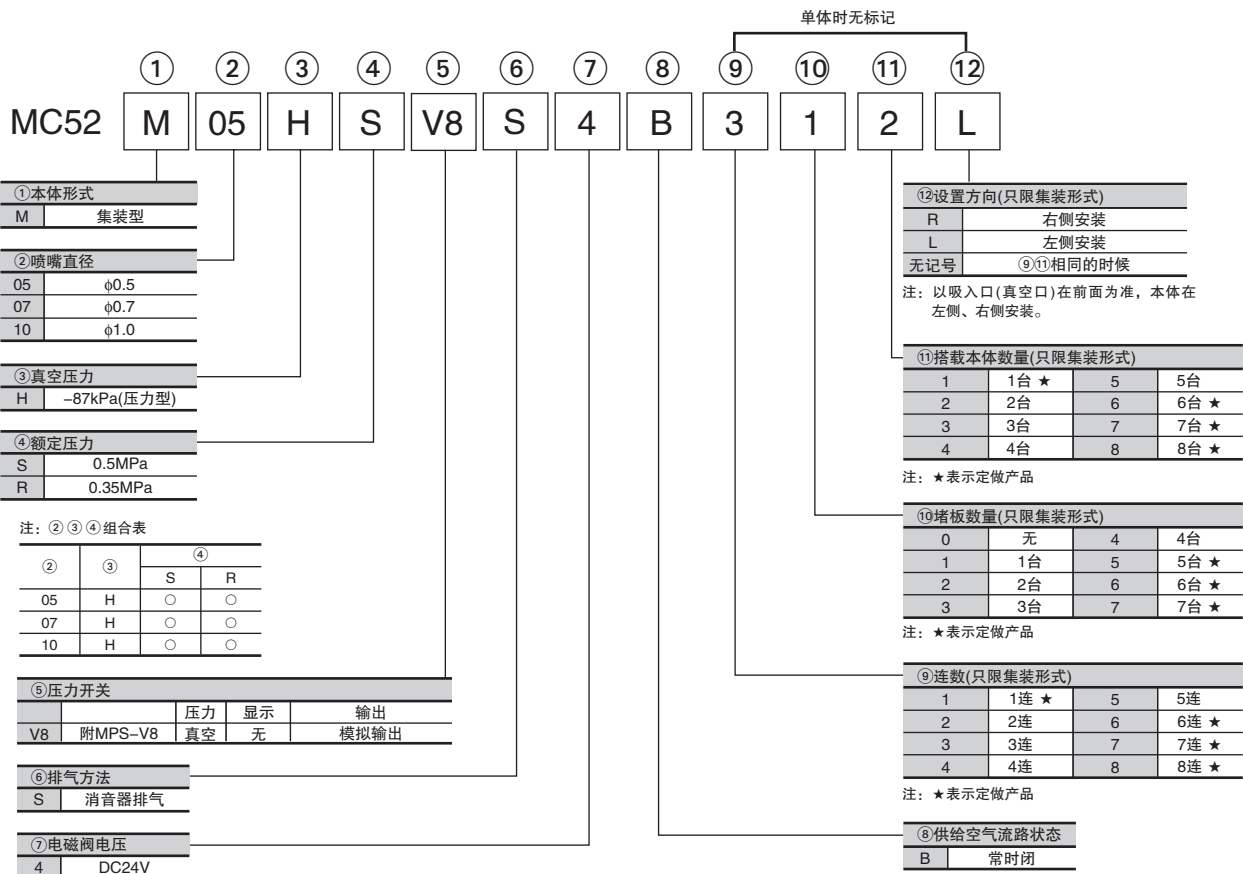 单体时无标记
① ② ③ ④ ⑤ ⑥ ⑦ ⑧ ⑨ ⑩ ⑪ ⑫
MC52 M 05 H S V8 S 4 B 3 1 2 L
①本体形式
M 集装型
②喷嘴直径
05 ϕ0.5
07 ϕ0.7
10 ϕ1.0
③真空压力
H −87kPa(压力型)
④额定压力
S 0.5MPa
R 0.35MPa
注：②③④组合表
② ③ ④
S R
05 H ○ ○
07 H ○ ○
10 H ○ ○
⑤压力开关
压力 显示 输出
V8 附MPS−V8 真空 无 模拟输出
⑥排气方法
S 消音器排气
⑦电磁阀电压
4 DC24V
⑫设置方向(只限集装形式)
R 右侧安装
L 左侧安装
无记号 ⑨⑪相同的时候
注：以吸入口(真空口)在前面为准，本体在
左侧、右侧安装。
⑪搭载本体数量(只限集装形式)
1 1台 ★ 5 5台
2 2台 6 6台 ★
3 3台 7 7台 ★
4 4台 8 8台 ★
注：★表示定做产品
⑩堵板数量(只限集装形式)
0 无 4 4台
1 1台 5 5台 ★
2 2台 6 6台 ★
3 3台 7 7台 ★
注：★表示定做产品
⑨连数(只限集装形式)
1 1连 ★ 5 5连
2 2连 6 6连 ★
3 3连 7 7连 ★
4 4连 8 8连 ★
注：★表示定做产品
⑧供给空气流路状态
B 常时闭